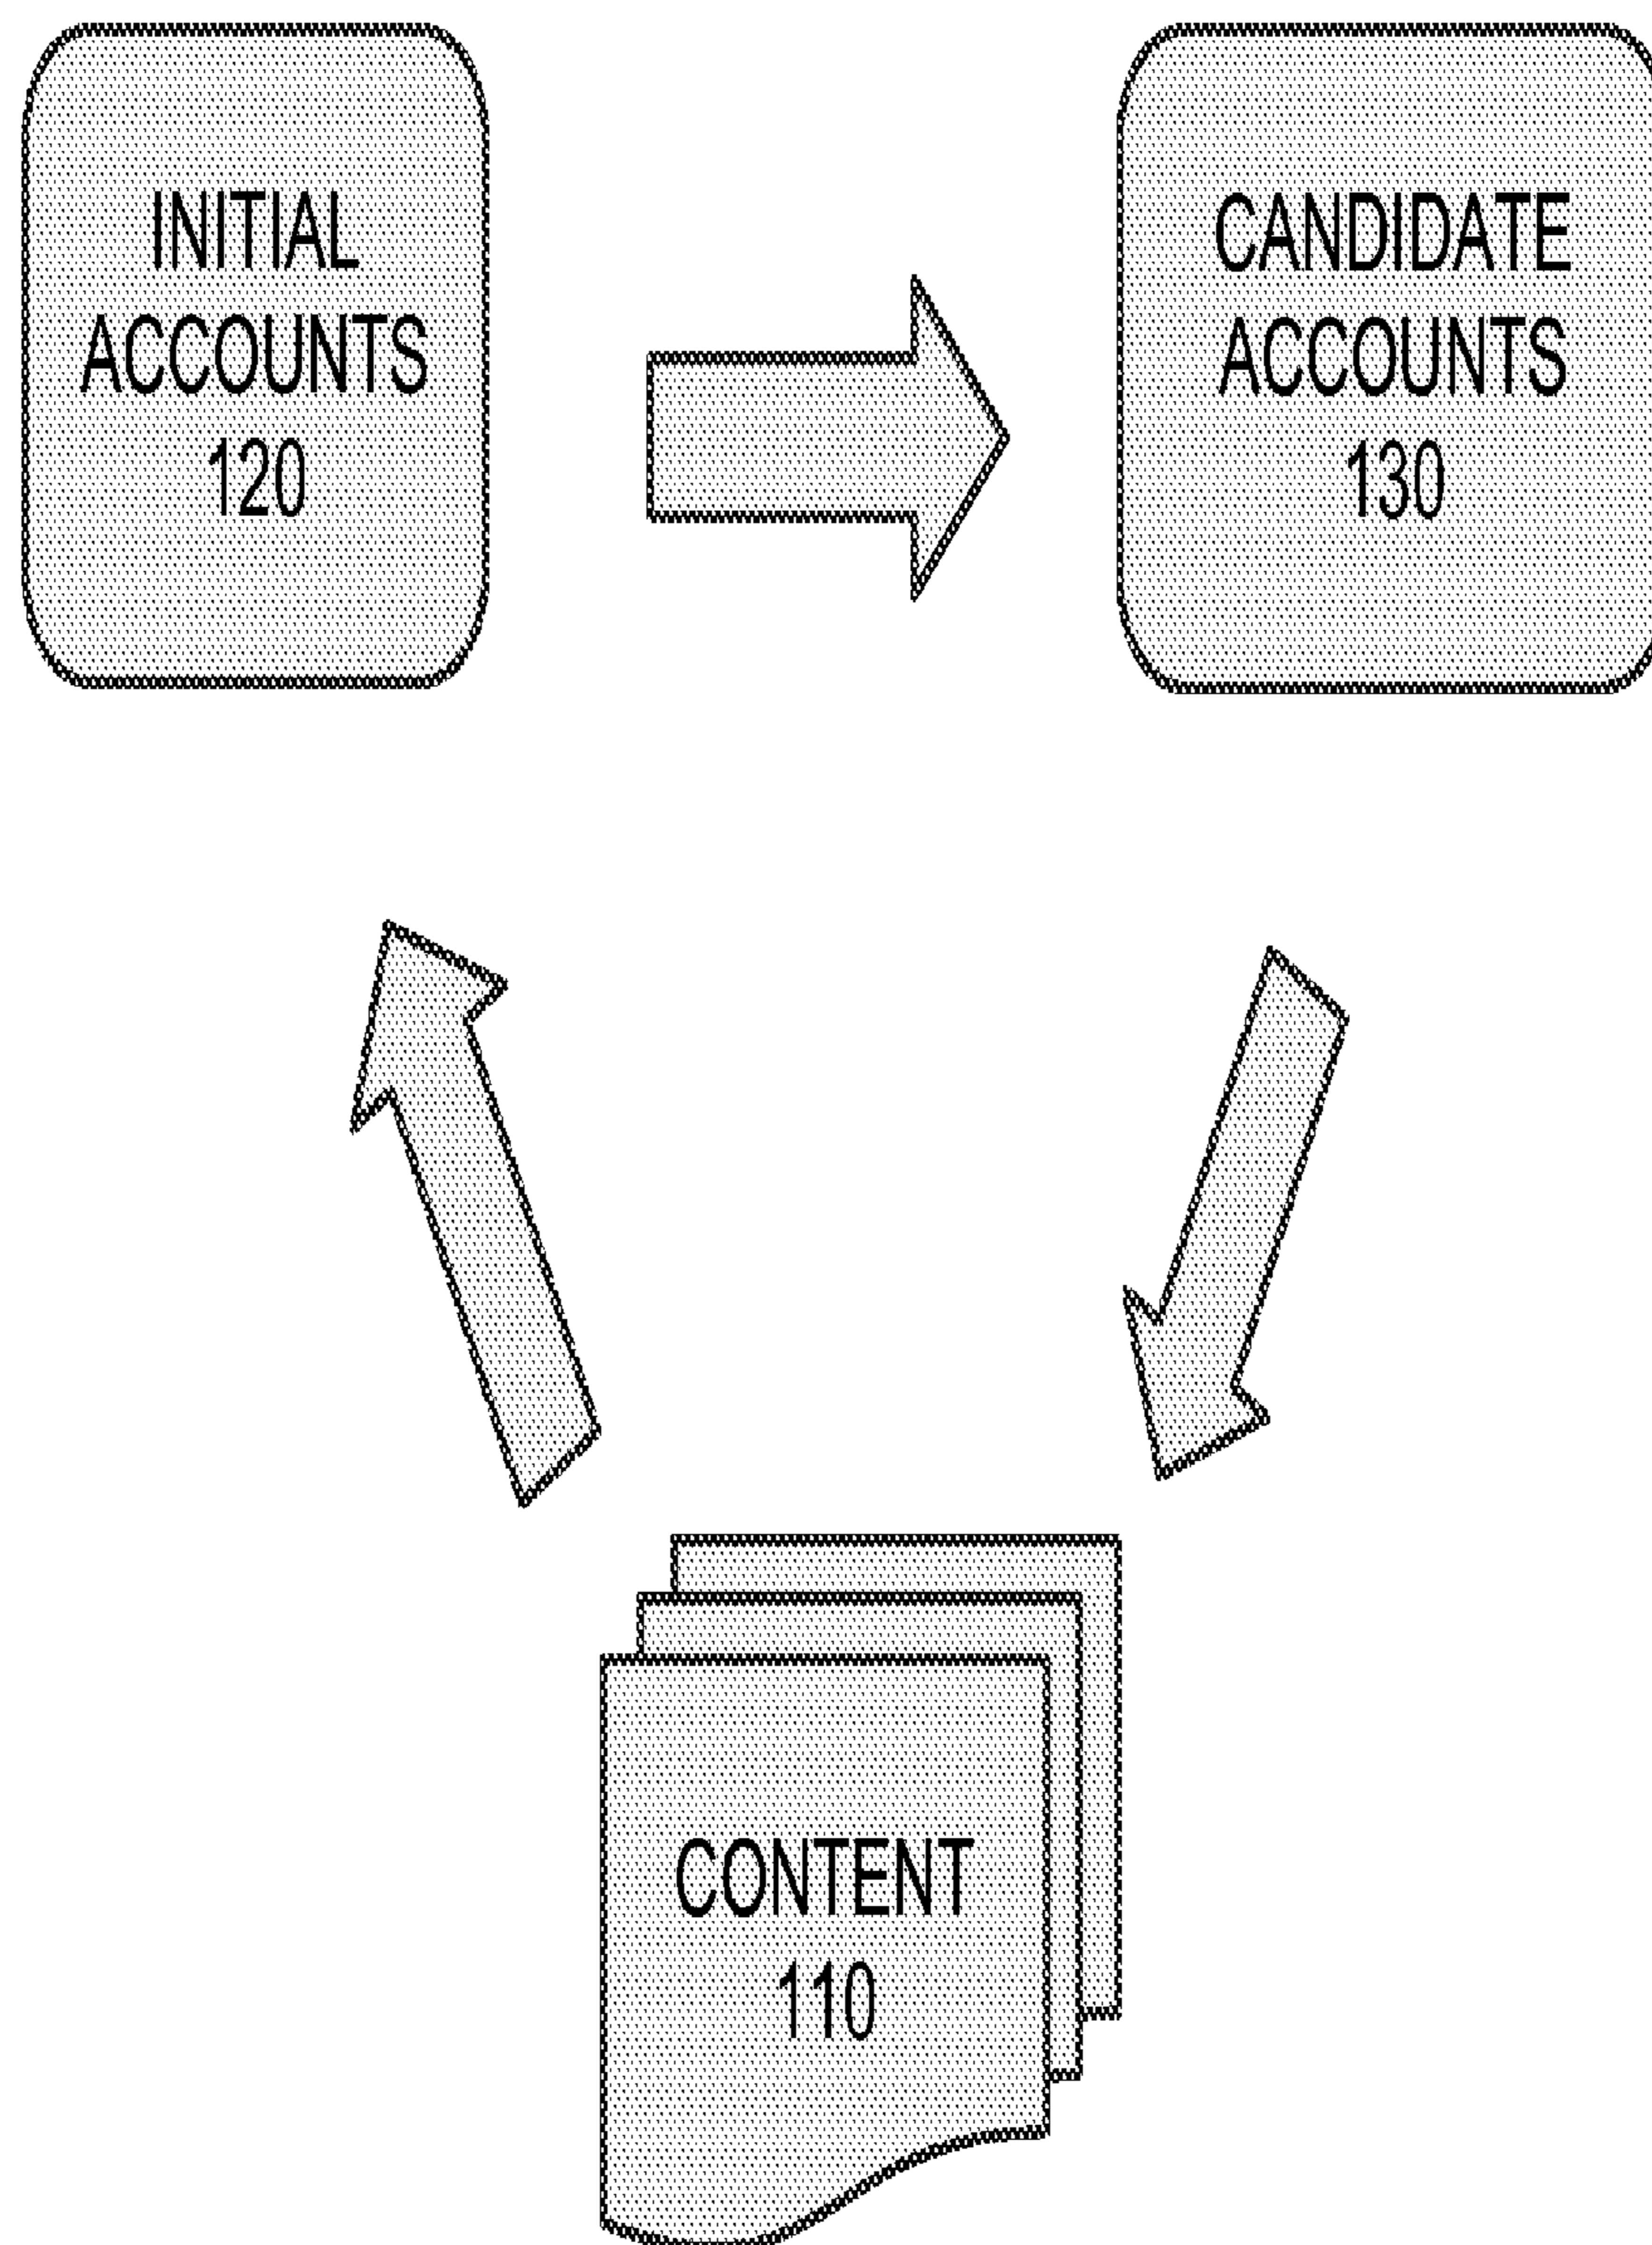 INITIAL
ACCOUNTS
120
CANDIDATE
ACCOUNTS
130
CONTENT
110